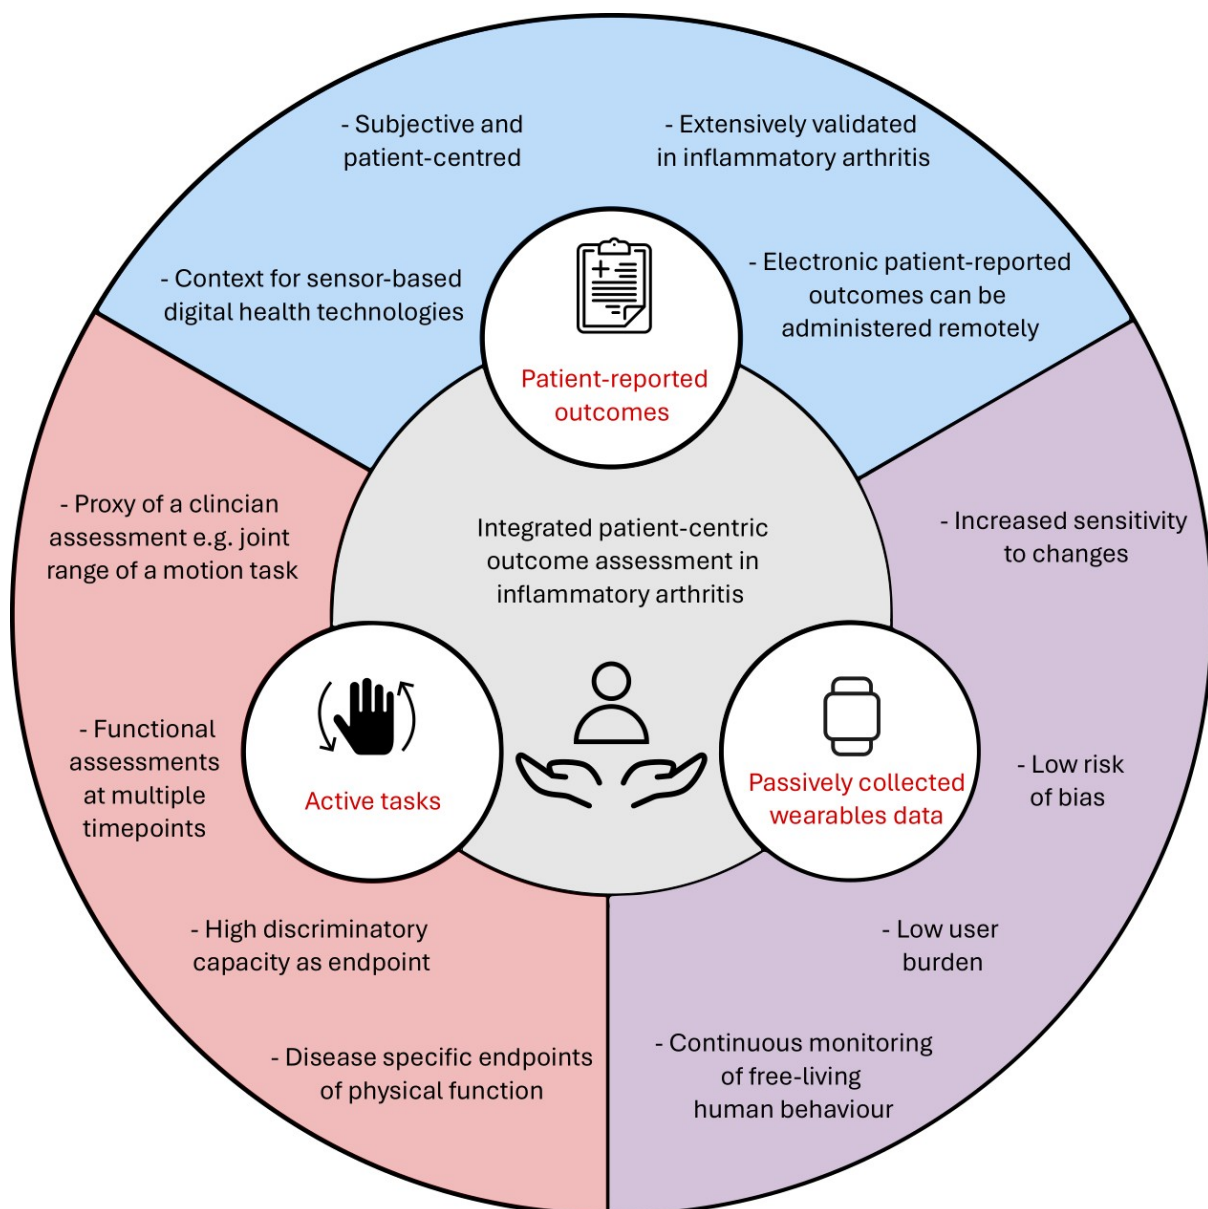 - Subjective and
patient-centred
- Extensively validated
in inflammatory arthritis
- Context for sensor-based
digital health technologies
- Electronic patient-reported
outcomes can be
administered remotely
Patient-reported
outcomes
- Proxy of a clincian
assessment e.g. joint
range of a motion task
Integrated patient-centric
outcome assessment in
inflammatory arthritis
- Increased sensitivity
to changes
- Functional
assessments
at multiple
timepoints
Active tasks
Passively collected
wearables data
- Low risk
of bias
- High discriminatory
capacity as endpoint
- Low user
burden
- Disease specific endpoints
of physical function
- Continuous monitoring
of free-living
human behaviour